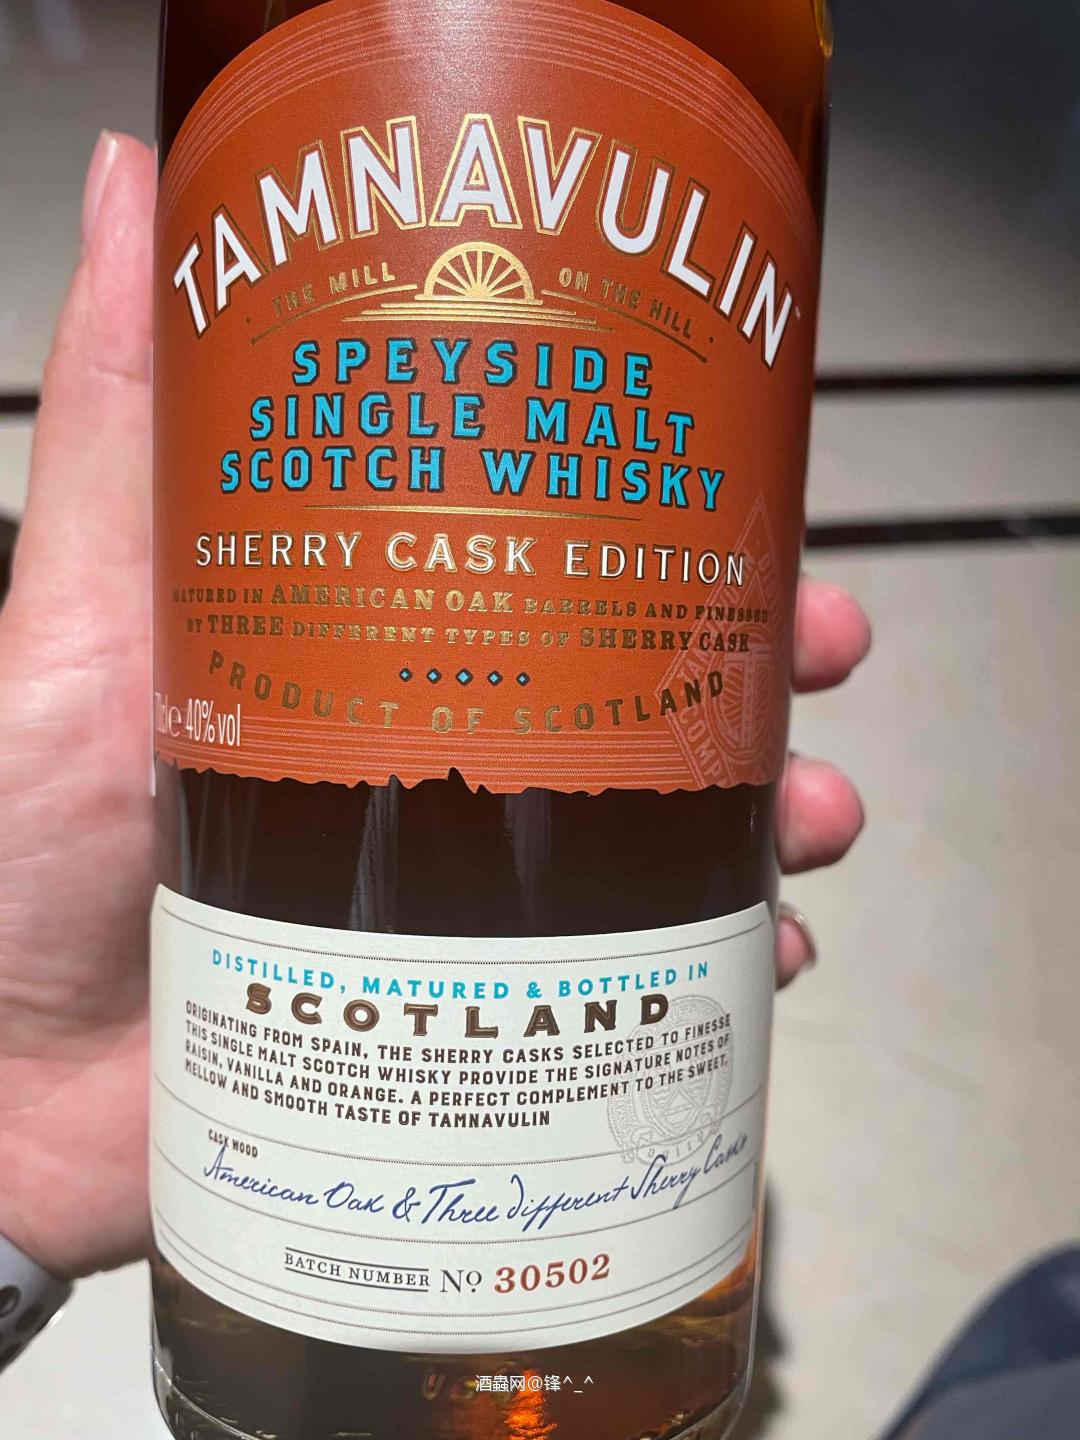 TAMNAVULIN
THE MILL ON THE HILL
SPEYSIDE
SINGLE MALT
SCOTCH WHISKY
SHERRY CASK EDITION
MATURED IN AMERICAN OAK BARRELS AND FINESSED
BY THREE DIFFERENT TYPES OF SHERRY CASK
PRODUCT OF SCOTLAND
70cl e 40% vol
DISTILLED, MATURED & BOTTLED IN
SCOTLAND
ORIGINATING FROM SPAIN, THE SHERRY CASKS SELECTED TO FINESSE
THIS SINGLE MALT SCOTCH WHISKY PROVIDE THE SIGNATURE NOTES OF
RAISIN, VANILLA AND ORANGE. A PERFECT COMPLEMENT TO THE SWEET,
MELLOW AND SMOOTH TASTE OF TAMNAVULIN
CASK WOOD
American Oak & Three different Sherry Casks
BATCH NUMBER No 30502
酒蟲网@锋^_^